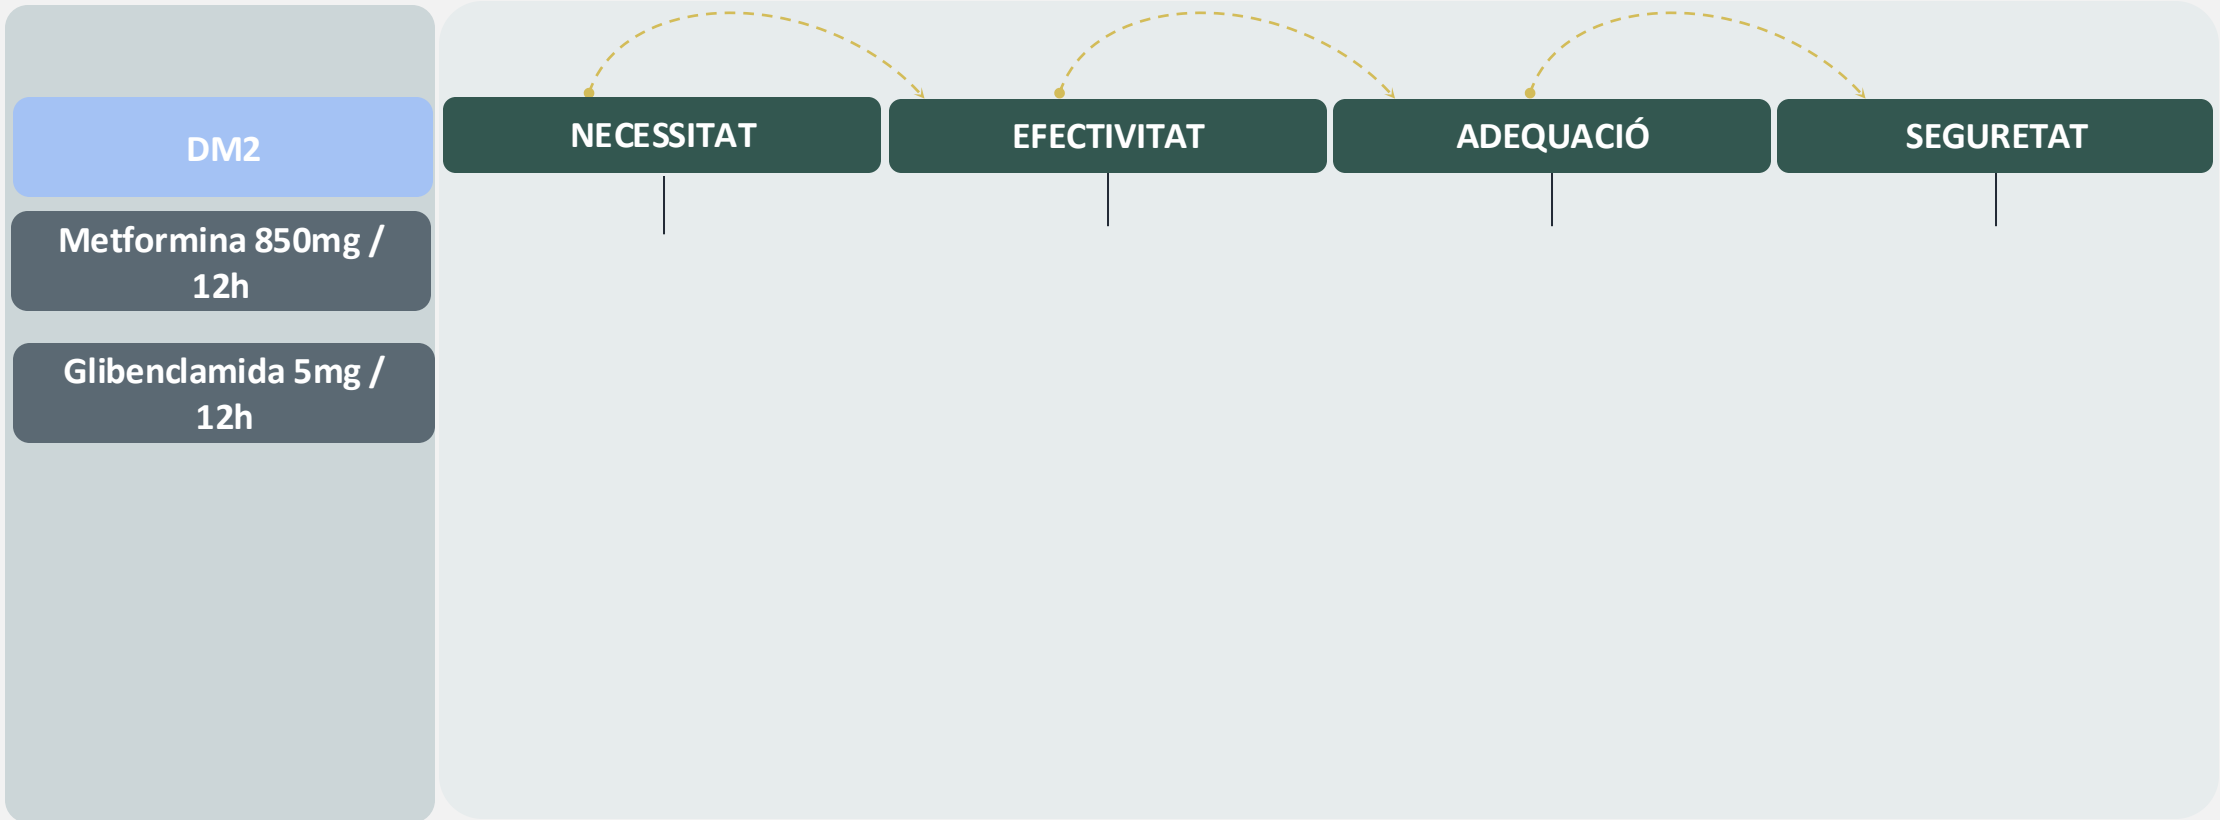 DM2
NECESSITAT
EFECTIVITAT
ADEQUACIÓ
SEGURETAT
Metformina 850mg /
12h
Glibenclamida 5mg /
12h